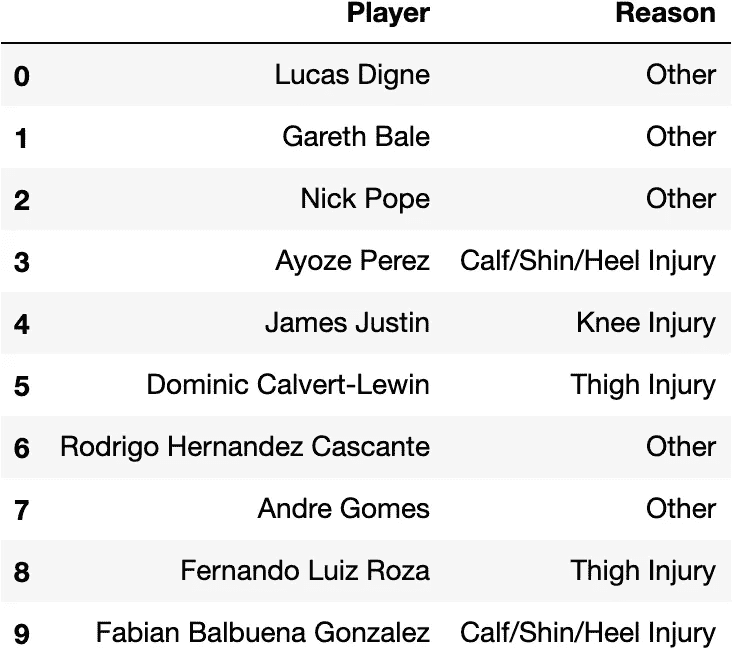 Player Reason
0 Lucas Digne Other
1 Gareth Bale Other
2 Nick Pope Other
3 Ayoze Perez Calf/Shin/Heel Injury
4 James Justin Knee Injury
5 Dominic Calvert-Lewin Thigh Injury
6 Rodrigo Hernandez Cascante Other
7 Andre Gomes Other
8 Fernando Luiz Roza Thigh Injury
9 Fabian Balbuena Gonzalez Calf/Shin/Heel Injury